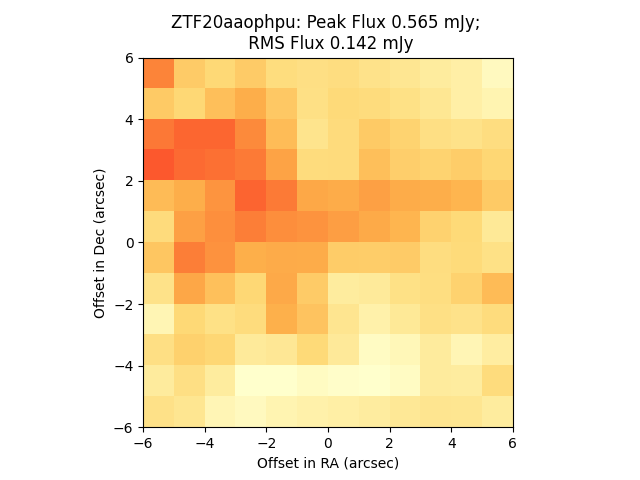 ZTF20aaophpu: Peak Flux 0.565 mJy;
RMS Flux 0.142 mJy
6
4
2
0
−2
−4
−6
Offset in Dec (arcsec)
−6 −4 −2 0 2 4 6
Offset in RA (arcsec)